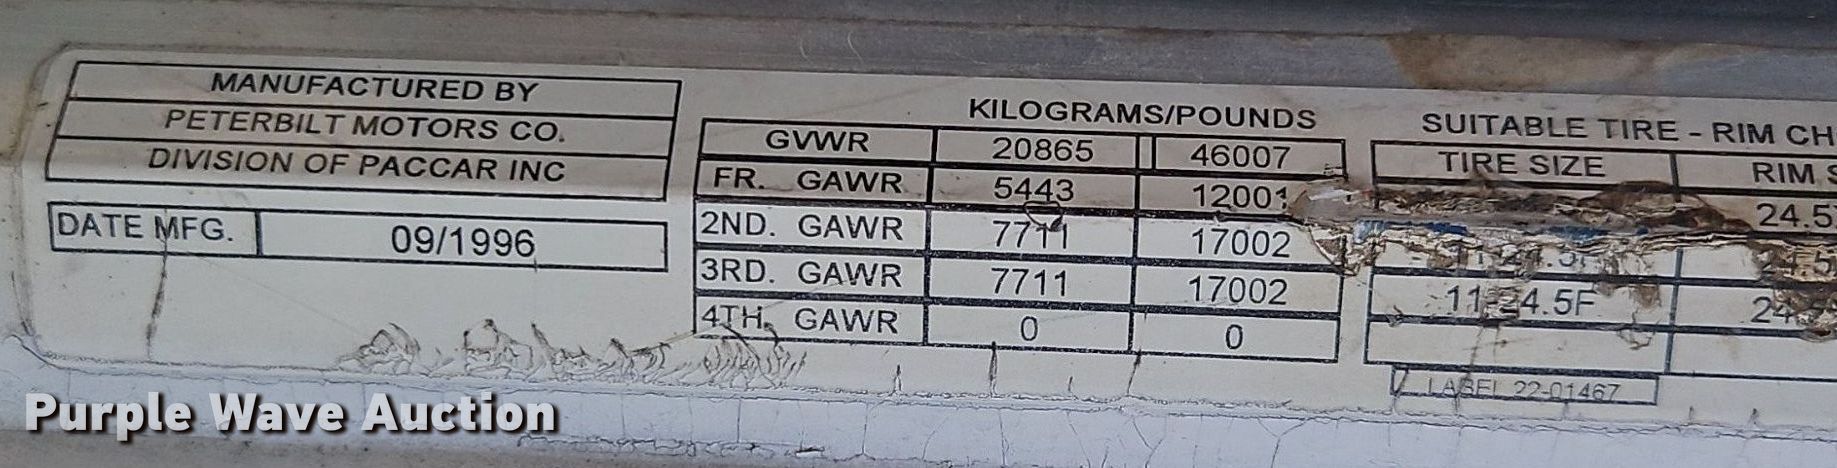 MANUFACTURED BY
PETERBILT MOTORS CO.
DIVISION OF PACCAR INC
DATE MFG. 09/1996
KILOGRAMS/POUNDS
GVWR 20865 46007
FR. GAWR 5443 12001
2ND. GAWR 7711 17002
3RD. GAWR 7711 17002
4TH. GAWR 0 0
SUITABLE TIRE - RIM CH
TIRE SIZE RIM S
24.5
11-24.5F
LABEL 22-01467
Purple Wave Auction